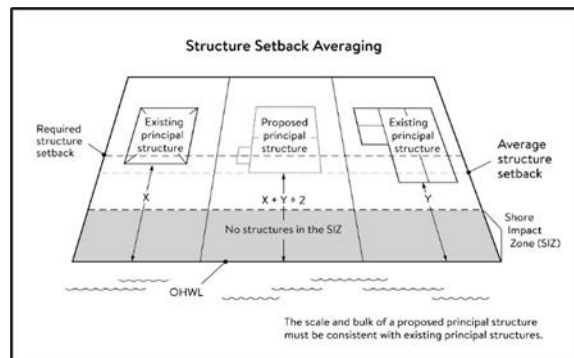 Structure Setback Averaging
Required
structure
setback
Existing
principal
structure
Proposed
principal
structure
Existing
principal
structure
Average
structure
setback
X
X + Y ÷ 2
Y
No structures in the SIZ
Shore
Impact
Zone (SIZ)
OHWL
The scale and bulk of a proposed principal structure
must be consistent with existing principal structures.